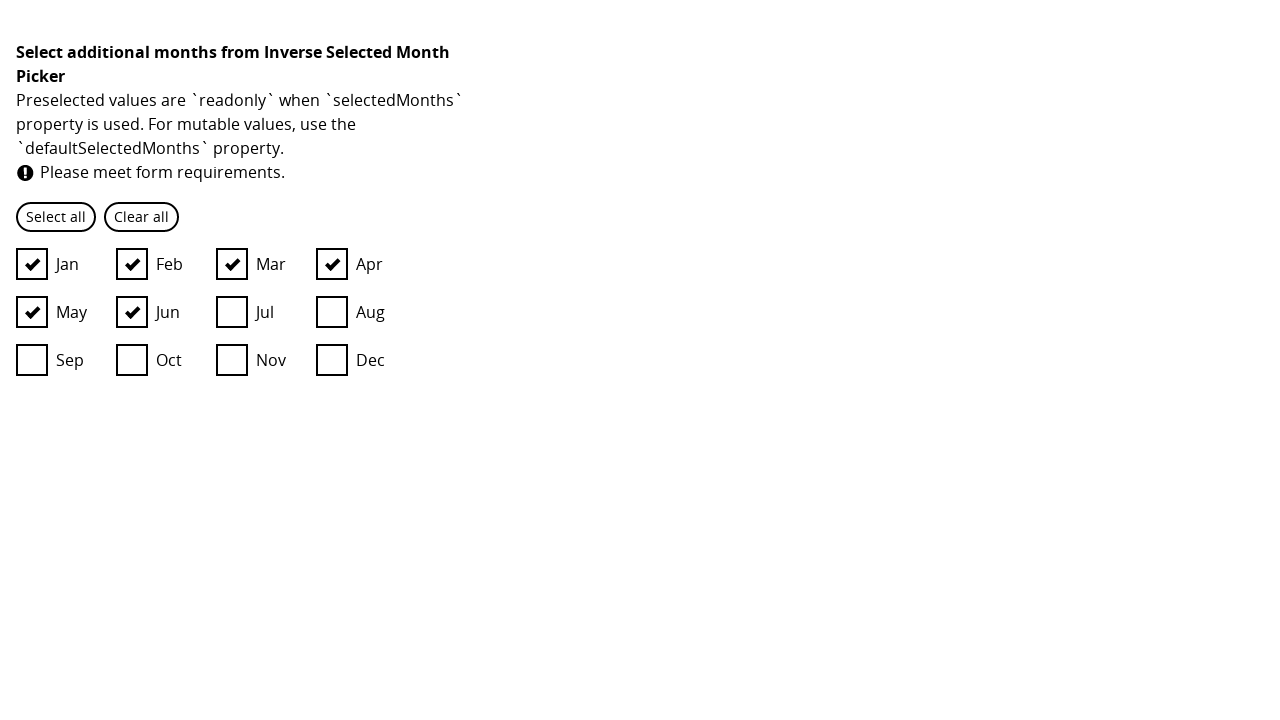 Select additional months from Inverse Selected Month
Picker
Preselected values are `readonly` when `selectedMonths`
property is used. For mutable values, use the
`defaultSelectedMonths` property.
Please meet form requirements.
Select all Clear all
Jan Feb Mar Apr
May Jun Jul Aug
Sep Oct Nov Dec